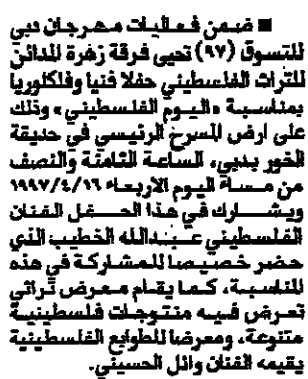 ■ ضمن فعاليات مهرجان دبي
للتسوق (٩٧) تحيي فرقة زهرة المدائن
للتراث الفلسطيني حفلا فنيا وفلكلوريا
بمناسبة «اليوم الفلسطيني» وذلك
على ارض المسرح الرئيسي في حديقة
الخور بدبي، الساعة الثامنة والنصف
من مساء اليوم الاربعاء ١٩٩٧/٤/١٦
ويشارك في هذا الحفل الفنان
الفلسطيني عبدالله الخطيب الذي
حضر خصيصا للمشاركة في هذه
المناسبة، كما يقام معرض تراثي
تعرض فيه منتوجات فلسطينية
متنوعة، ومعرضا للطوابع الفلسطينية
يقيمه الفنان وائل الحسيني.